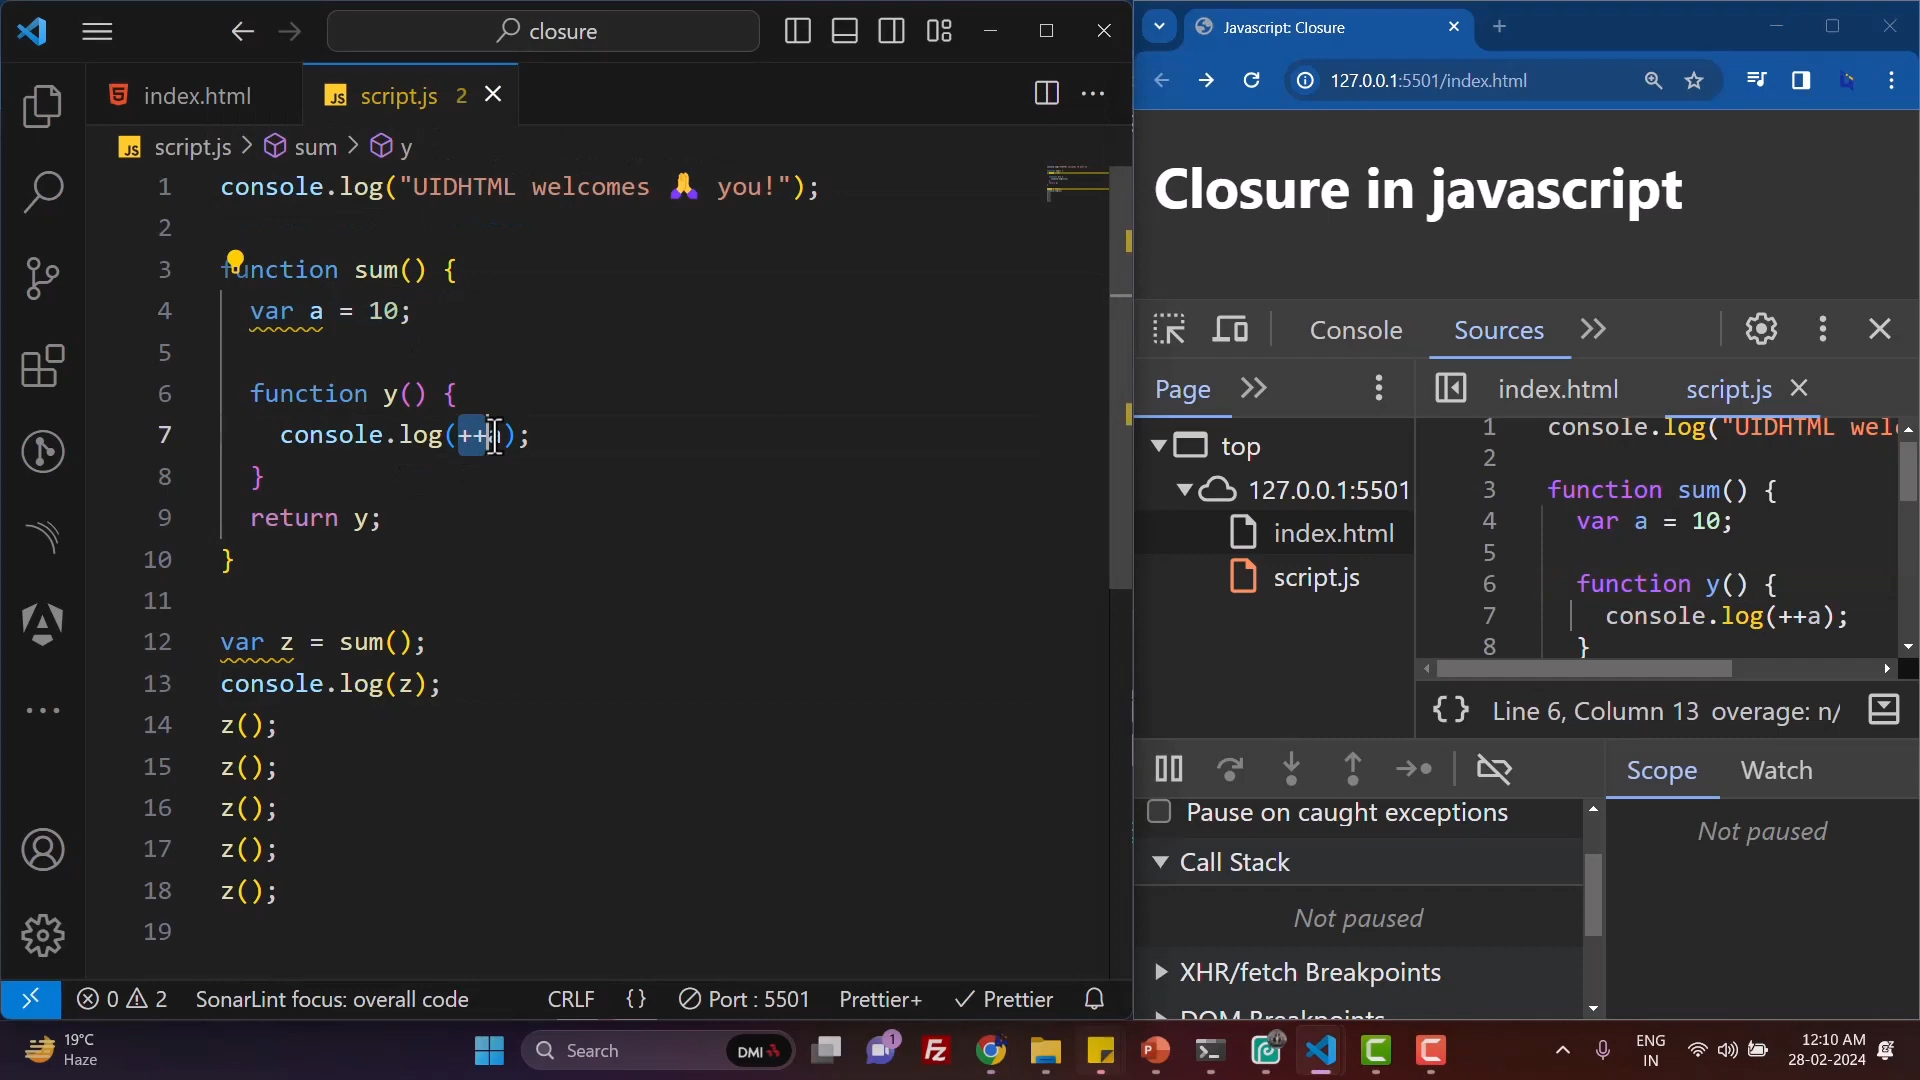 closure
index.html
script.js 2
script.js > sum > y
1 console.log("UIDHTML welcomes 🙏 you!");
2
3 function sum() {
4 var a = 10;
5
6 function y() {
7 console.log(++a);
8 }
9 return y;
10 }
11
12 var z = sum();
13 console.log(z);
14 z();
15 z();
16 z();
17 z();
18 z();
19
0 2 SonarLint focus: overall code CRLF {} Port : 5501 Prettier+ Prettier
Javascript: Closure
127.0.0.1:5501/index.html
Closure in javascript
Console Sources
Page
index.html script.js
top
127.0.0.1:5501
index.html
script.js
1 console.log("UIDHTML wel
2
3 function sum() {
4 var a = 10;
5
6 function y() {
7 console.log(++a);
8 }
{} Line 6, Column 13 overage: n/
Scope Watch
Pause on caught exceptions
Not paused
Call Stack
Not paused
XHR/fetch Breakpoints
DOM Breakpoints
19°C
Haze
Search
DMI
1
ENG
IN
12:10 AM
28-02-2024